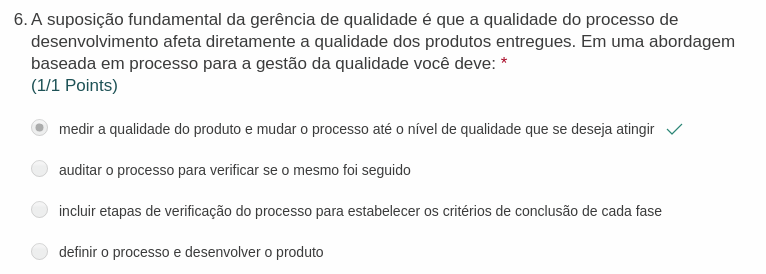 6. A suposição fundamental da gerência de qualidade é que a qualidade do processo de
desenvolvimento afeta diretamente a qualidade dos produtos entregues. Em uma abordagem
baseada em processo para a gestão da qualidade você deve: *
(1/1 Points)
medir a qualidade do produto e mudar o processo até o nível de qualidade que se deseja atingir
auditar o processo para verificar se o mesmo foi seguido
incluir etapas de verificação do processo para estabelecer os critérios de conclusão de cada fase
definir o processo e desenvolver o produto